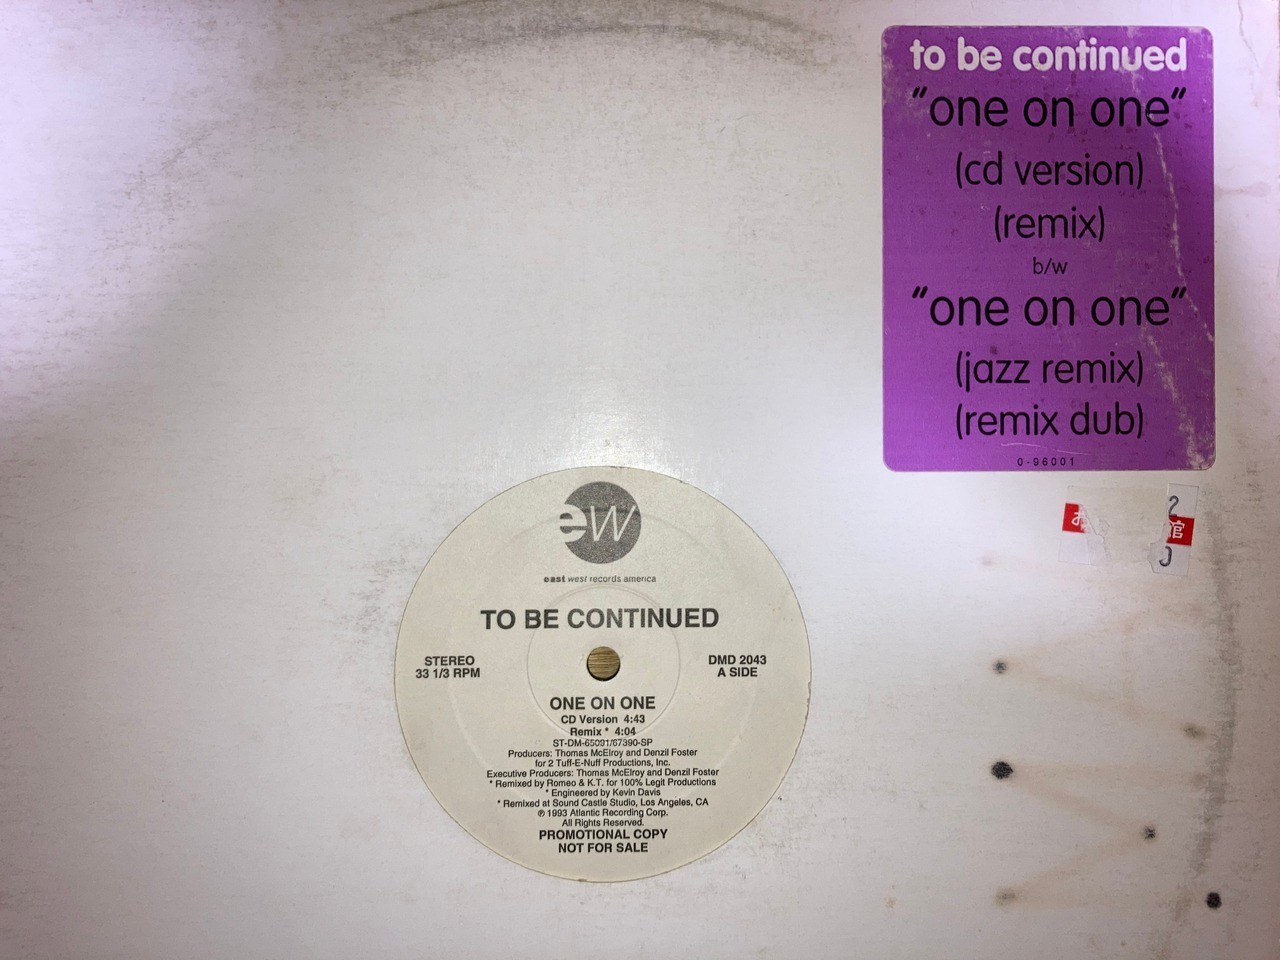 to be continued
"one on one"
(cd version)
(remix)
b/w
"one on one"
(jazz remix)
(remix dub)
0-96001
2
館
ew
east west records america
TO BE CONTINUED
STEREO
33 1/3 RPM
DMD 2043
A SIDE
ONE ON ONE
CD Version 4:43
Remix * 4:04
ST-DM-65091/67390-SP
Producers: Thomas McElroy and Denzil Foster
for 2 Tuff-E-Nuff Productions, Inc.
Executive Producers: Thomas McElroy and Denzil Foster
* Remixed by Romeo & K.T. for 100% Legit Productions
* Engineered by Kevin Davis
* Remixed at Sound Castle Studio, Los Angeles, CA
℗ 1993 Atlantic Recording Corp.
All Rights Reserved.
PROMOTIONAL COPY
NOT FOR SALE